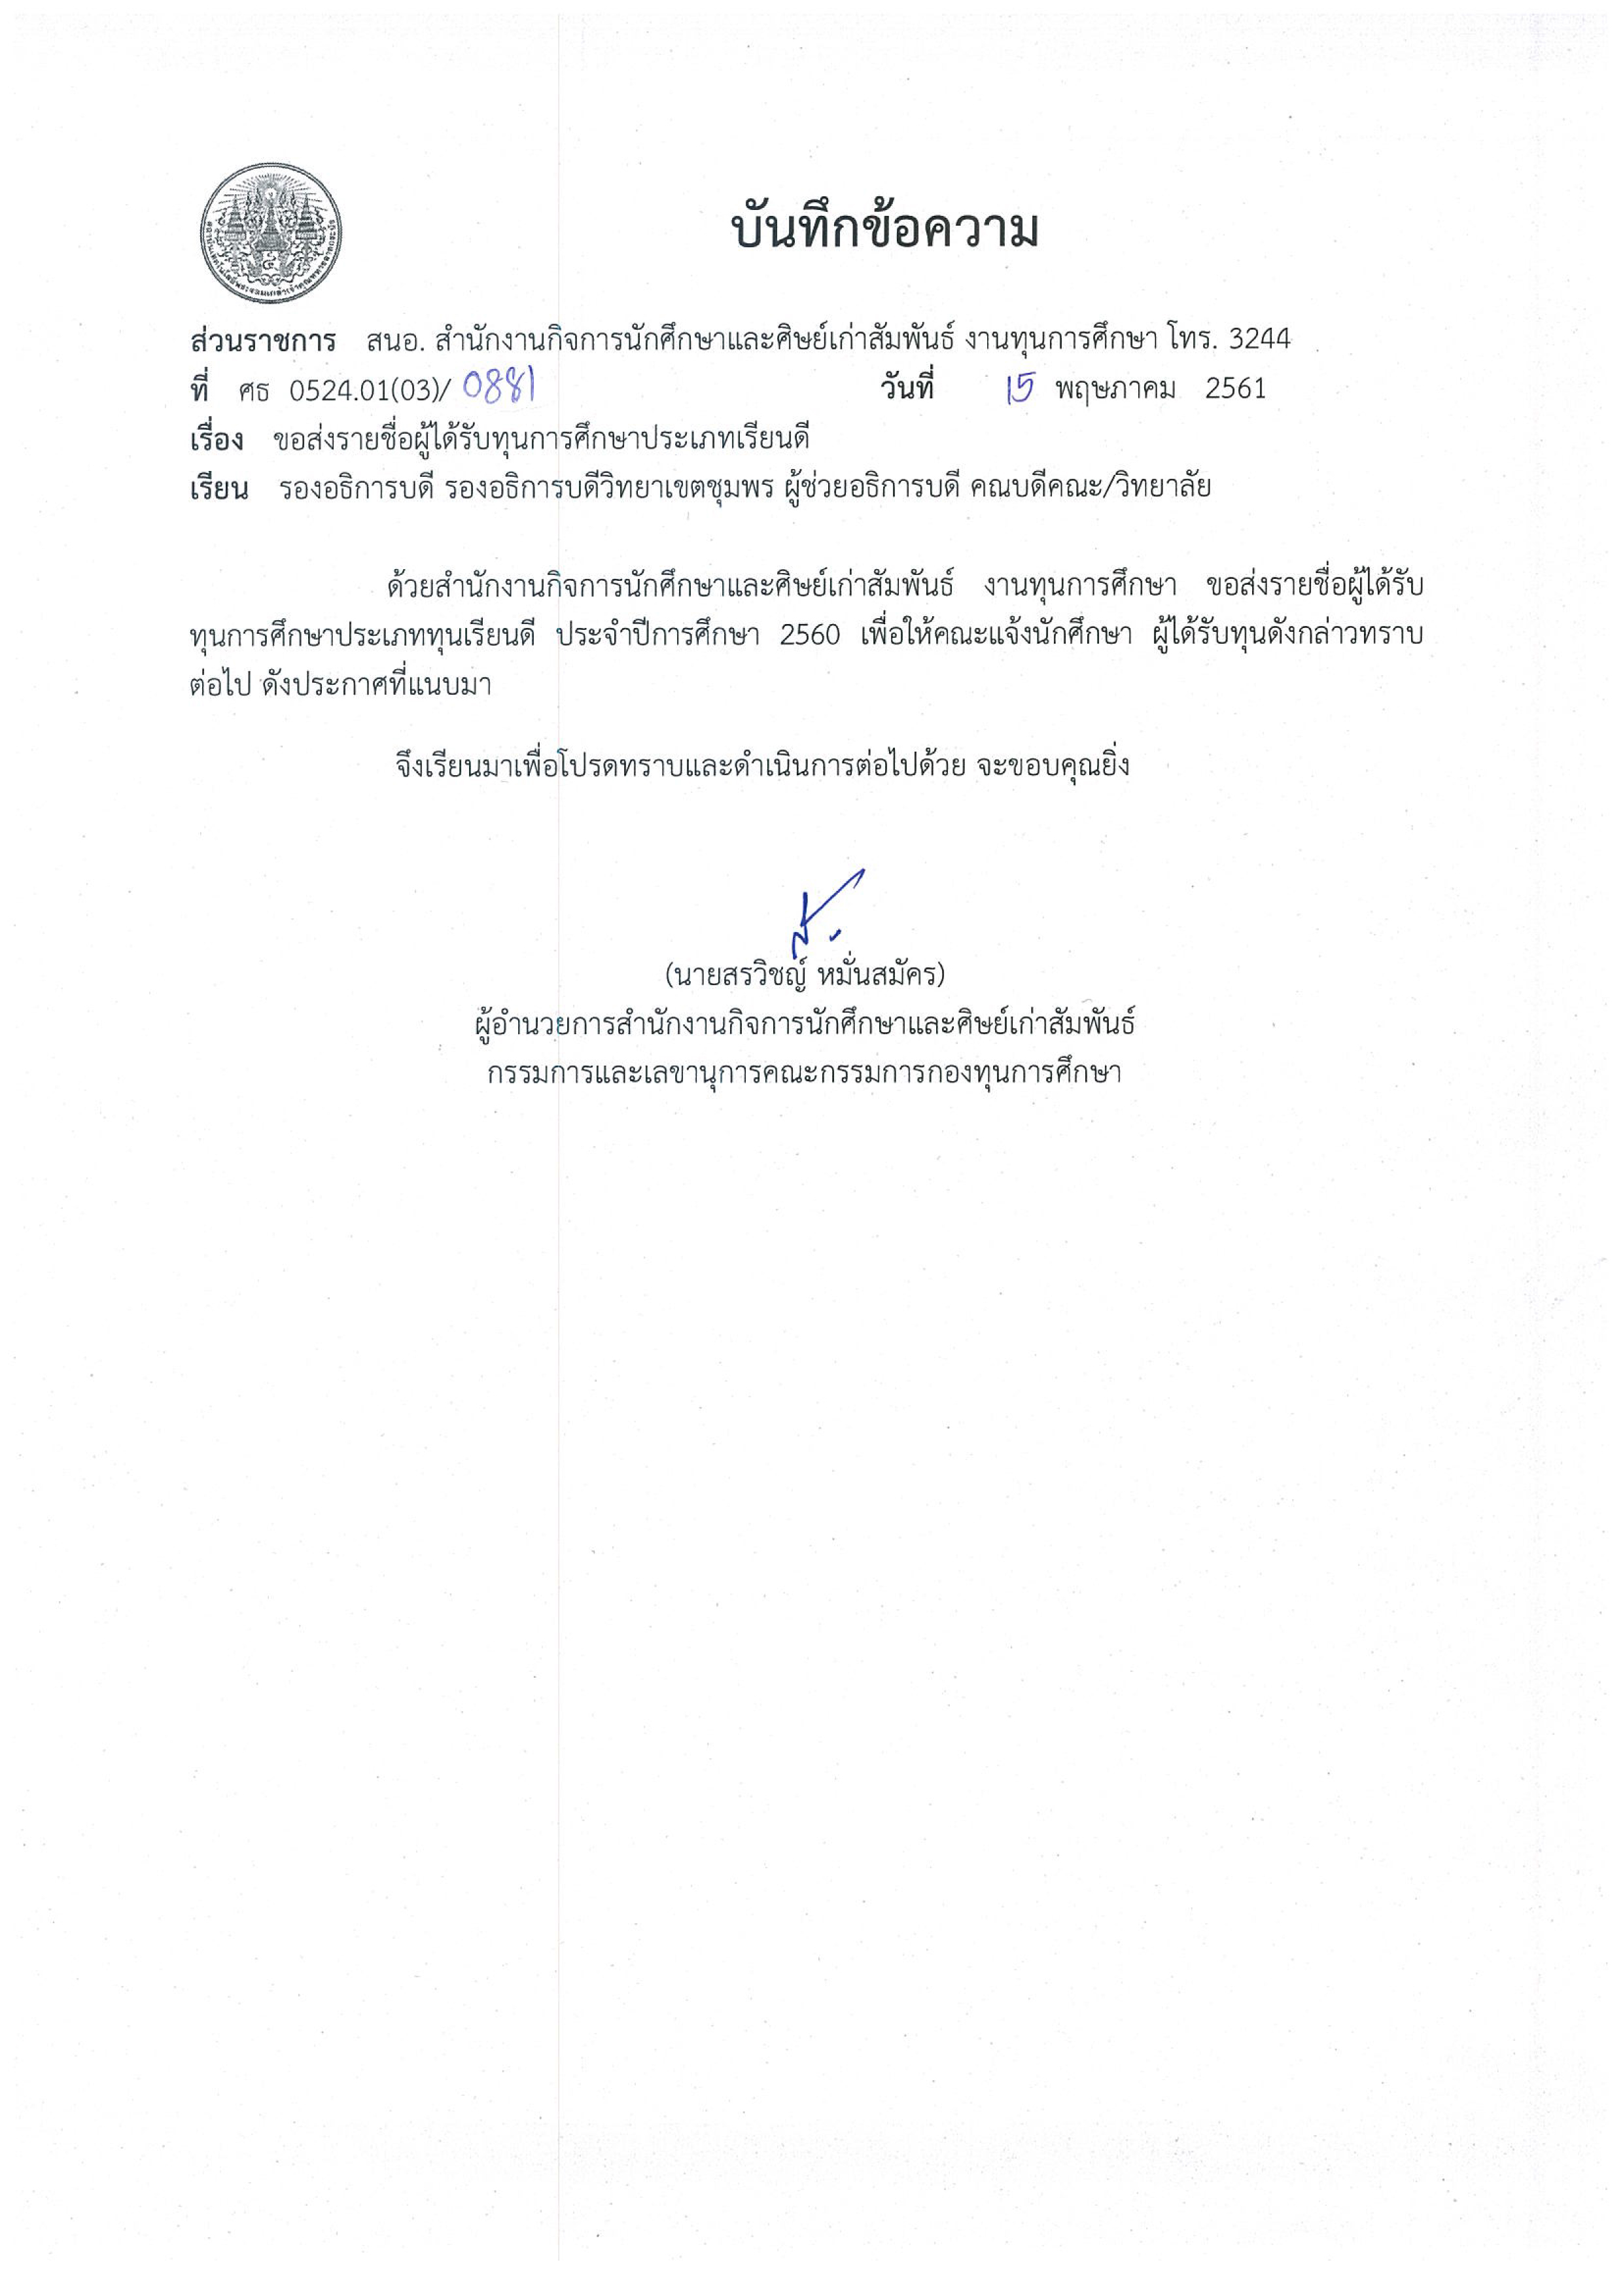 บันทึกข้อความ
ส่วนราชการ สนอ. สำนักงานกิจการนักศึกษาและศิษย์เก่าสัมพันธ์ งานทุนการศึกษา โทร. 3244
ที่ ศธ 0524.01(03)/ 0881 วันที่ 15 พฤษภาคม 2561
เรื่อง ขอส่งรายชื่อผู้ได้รับทุนการศึกษาประเภทเรียนดี
เรียน รองอธิการบดี รองอธิการบดีวิทยาเขตชุมพร ผู้ช่วยอธิการบดี คณบดีคณะ/วิทยาลัย
ด้วยสำนักงานกิจการนักศึกษาและศิษย์เก่าสัมพันธ์ งานทุนการศึกษา ขอส่งรายชื่อผู้ได้รับ
ทุนการศึกษาประเภททุนเรียนดี ประจำปีการศึกษา 2560 เพื่อให้คณะแจ้งนักศึกษา ผู้ได้รับทุนดังกล่าวทราบ
ต่อไป ดังประกาศที่แนบมา
จึงเรียนมาเพื่อโปรดทราบและดำเนินการต่อไปด้วย จะขอบคุณยิ่ง
(นายสรวิชญ์ หมั่นสมัคร)
ผู้อำนวยการสำนักงานกิจการนักศึกษาและศิษย์เก่าสัมพันธ์
กรรมการและเลขานุการคณะกรรมการกองทุนการศึกษา